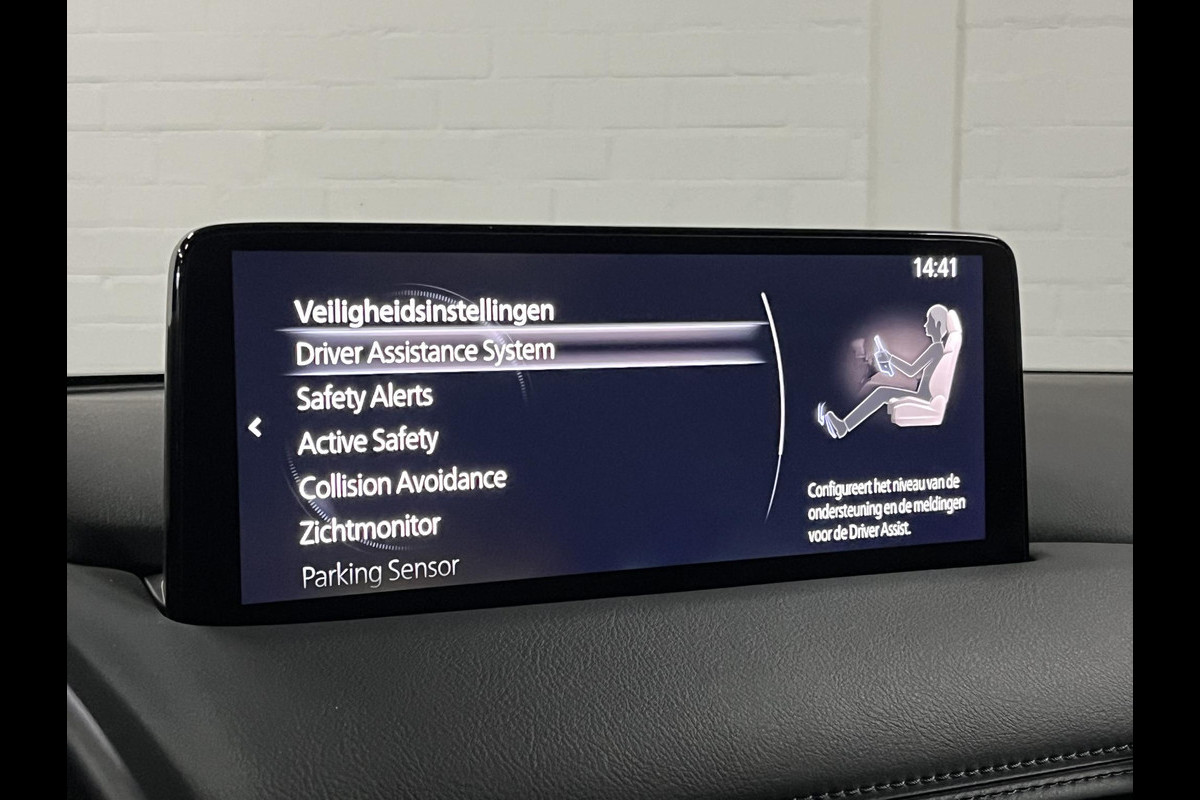 14:41
Veiligheidsinstellingen
Driver Assistance System
Safety Alerts
Active Safety
Collision Avoidance
Zichtmonitor
Parking Sensor
Configureert het niveau van de
ondersteuning en de meldingen
voor de Driver Assist.